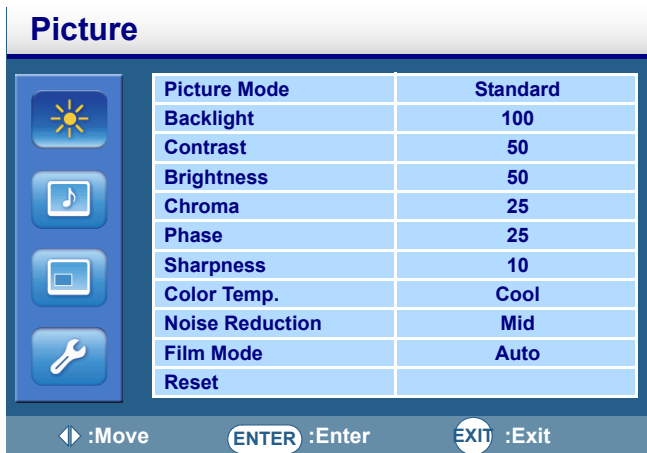 Picture
Picture Mode Standard
Backlight 100
Contrast 50
Brightness 50
Chroma 25
Phase 25
Sharpness 10
Color Temp. Cool
Noise Reduction Mid
Film Mode Auto
Reset
:Move ENTER :Enter EXIT :Exit